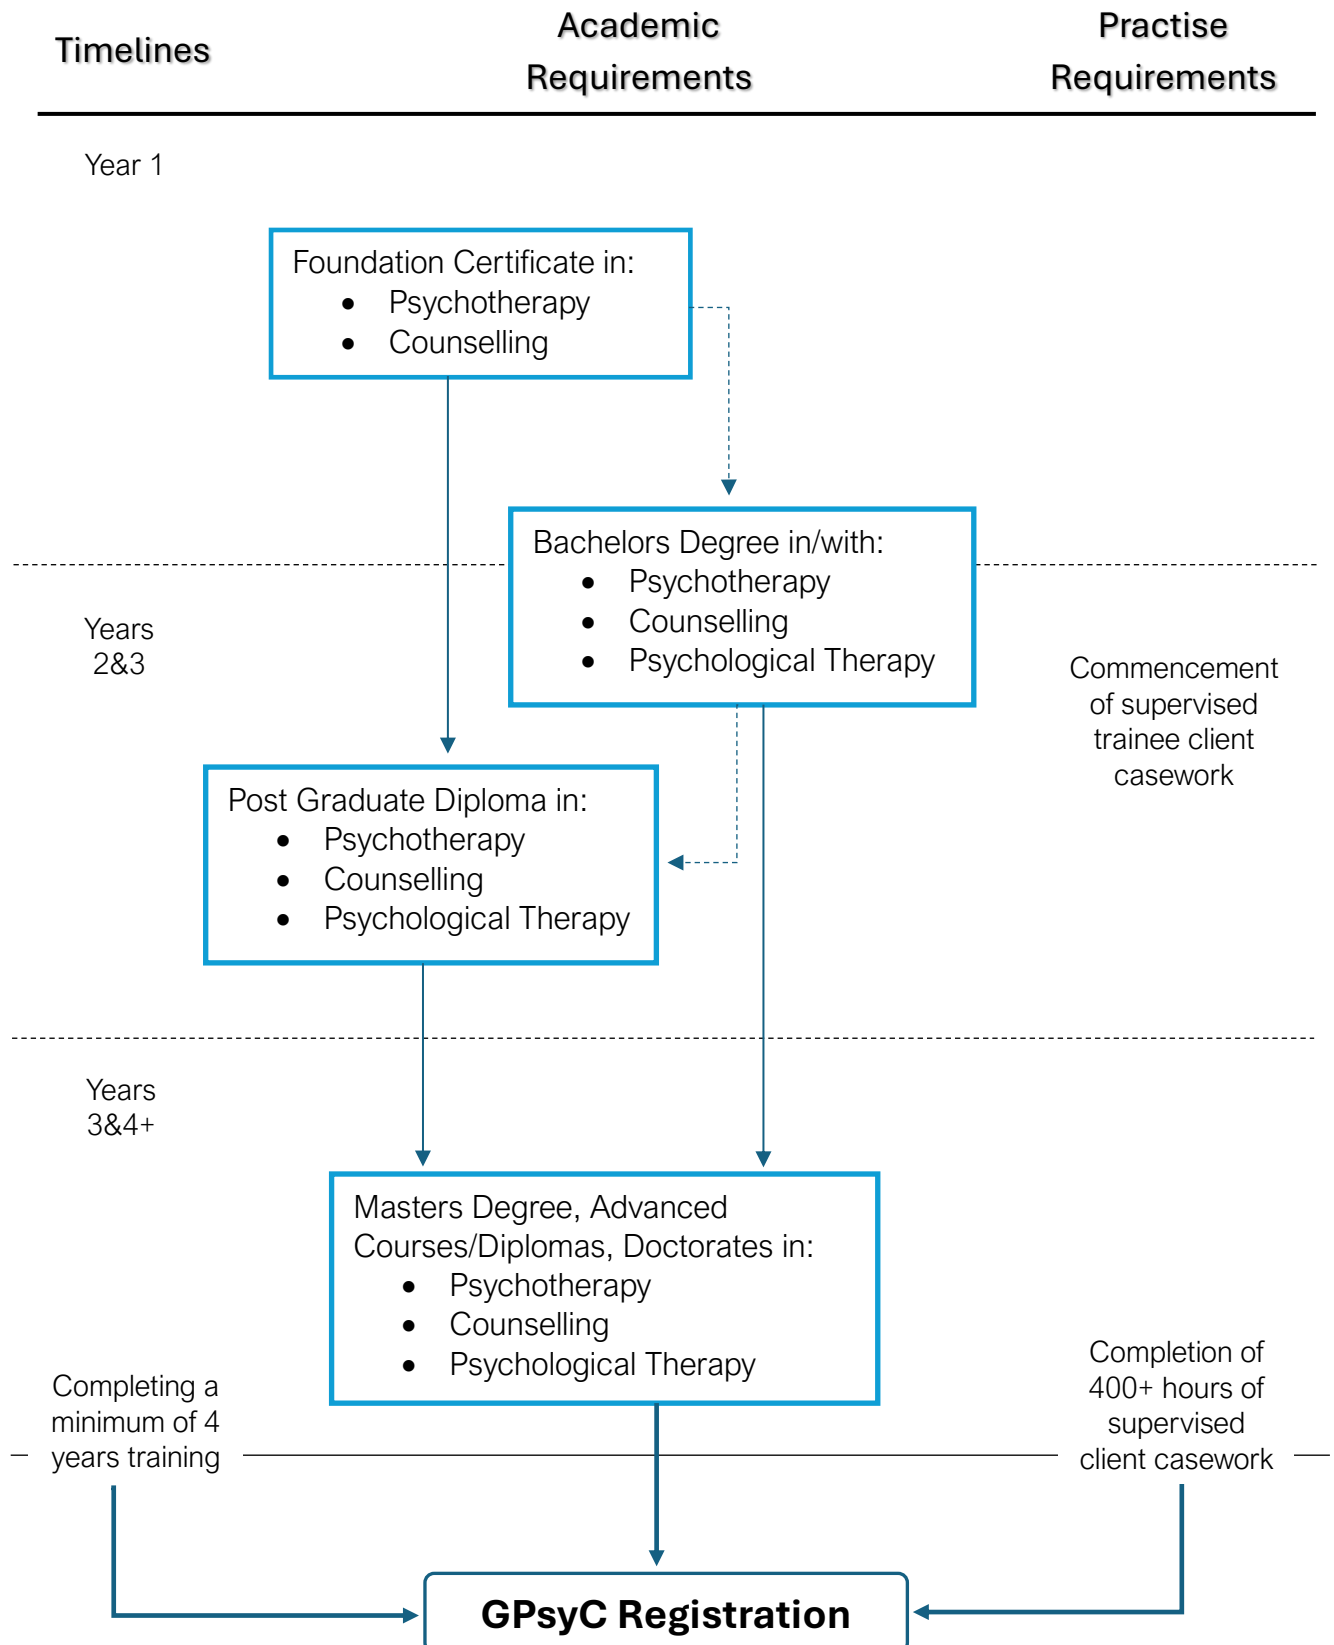 Timelines
Academic
Requirements
Practise
Requirements
Year 1
Foundation Certificate in:
• Psychotherapy
• Counselling
Bachelors Degree in/with:
• Psychotherapy
• Counselling
• Psychological Therapy
Years
2&3
Commencement
of supervised
trainee client
casework
Post Graduate Diploma in:
• Psychotherapy
• Counselling
• Psychological Therapy
Years
3&4+
Masters Degree, Advanced
Courses/Diplomas, Doctorates in:
• Psychotherapy
• Counselling
• Psychological Therapy
Completing a
minimum of 4
years training
Completion of
400+ hours of
supervised
client casework
GPsyC Registration